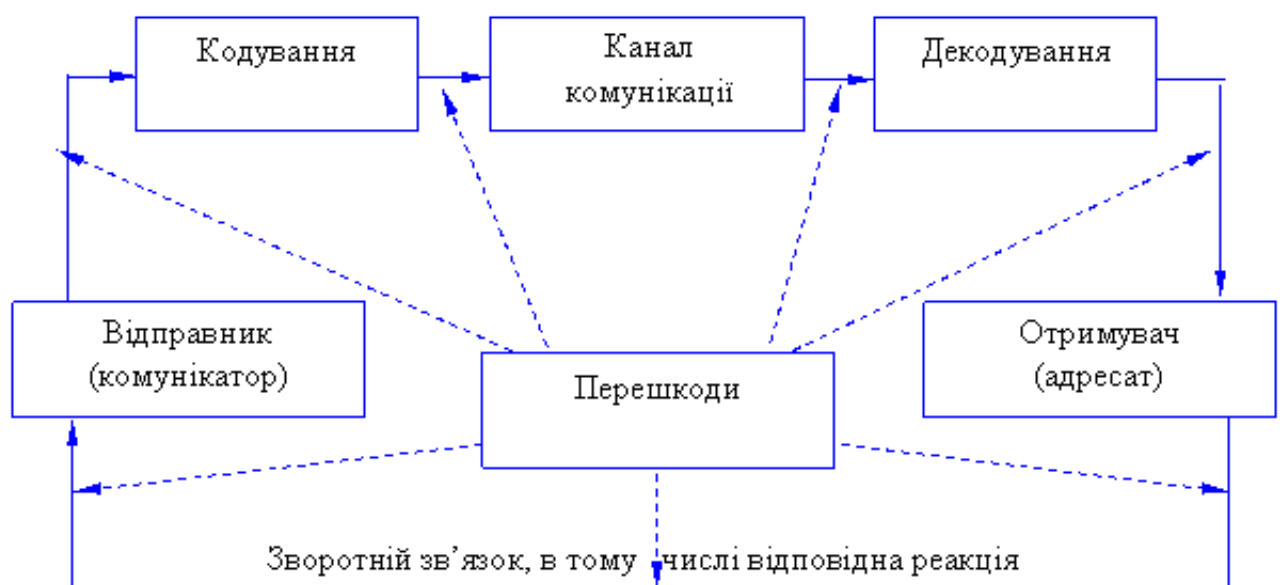 Кодування
Канал
комунікації
Декодування
Відправник
(комунікатор)
Перешкоди
Отримувач
(адресат)
Зворотній зв’язок, в тому числі відповідна реакція